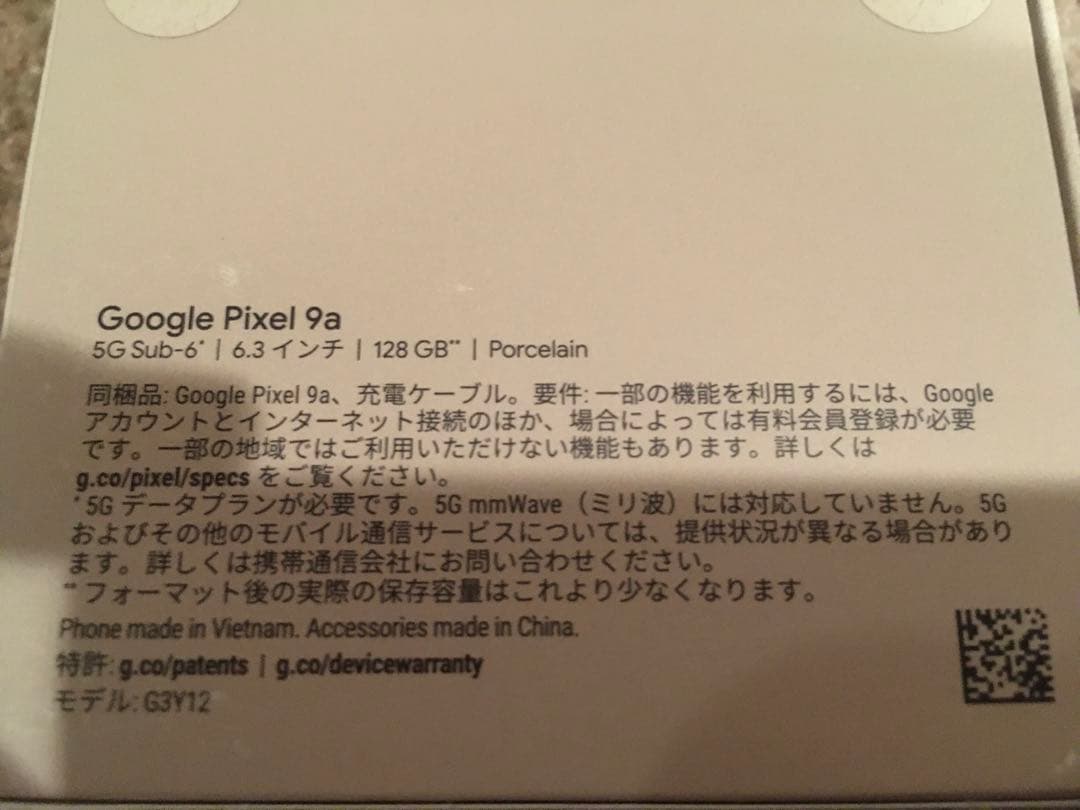 Google Pixel 9a
5G Sub-6* | 6.3 インチ | 128 GB** | Porcelain
同梱品: Google Pixel 9a、充電ケーブル。要件: 一部の機能を利用するには、Google
アカウントとインターネット接続のほか、場合によっては有料会員登録が必要
です。一部の地域ではご利用いただけない機能もあります。詳しくは
g.co/pixel/specs をご覧ください。
*5G データプランが必要です。5G mmWave（ミリ波）には対応していません。5G
およびその他のモバイル通信サービスについては、提供状況が異なる場合があり
ます。詳しくは携帯通信会社にお問い合わせください。
**フォーマット後の実際の保存容量はこれより少なくなります。
Phone made in Vietnam. Accessories made in China.
特許: g.co/patents | g.co/devicewarranty
モデル: G3Y12